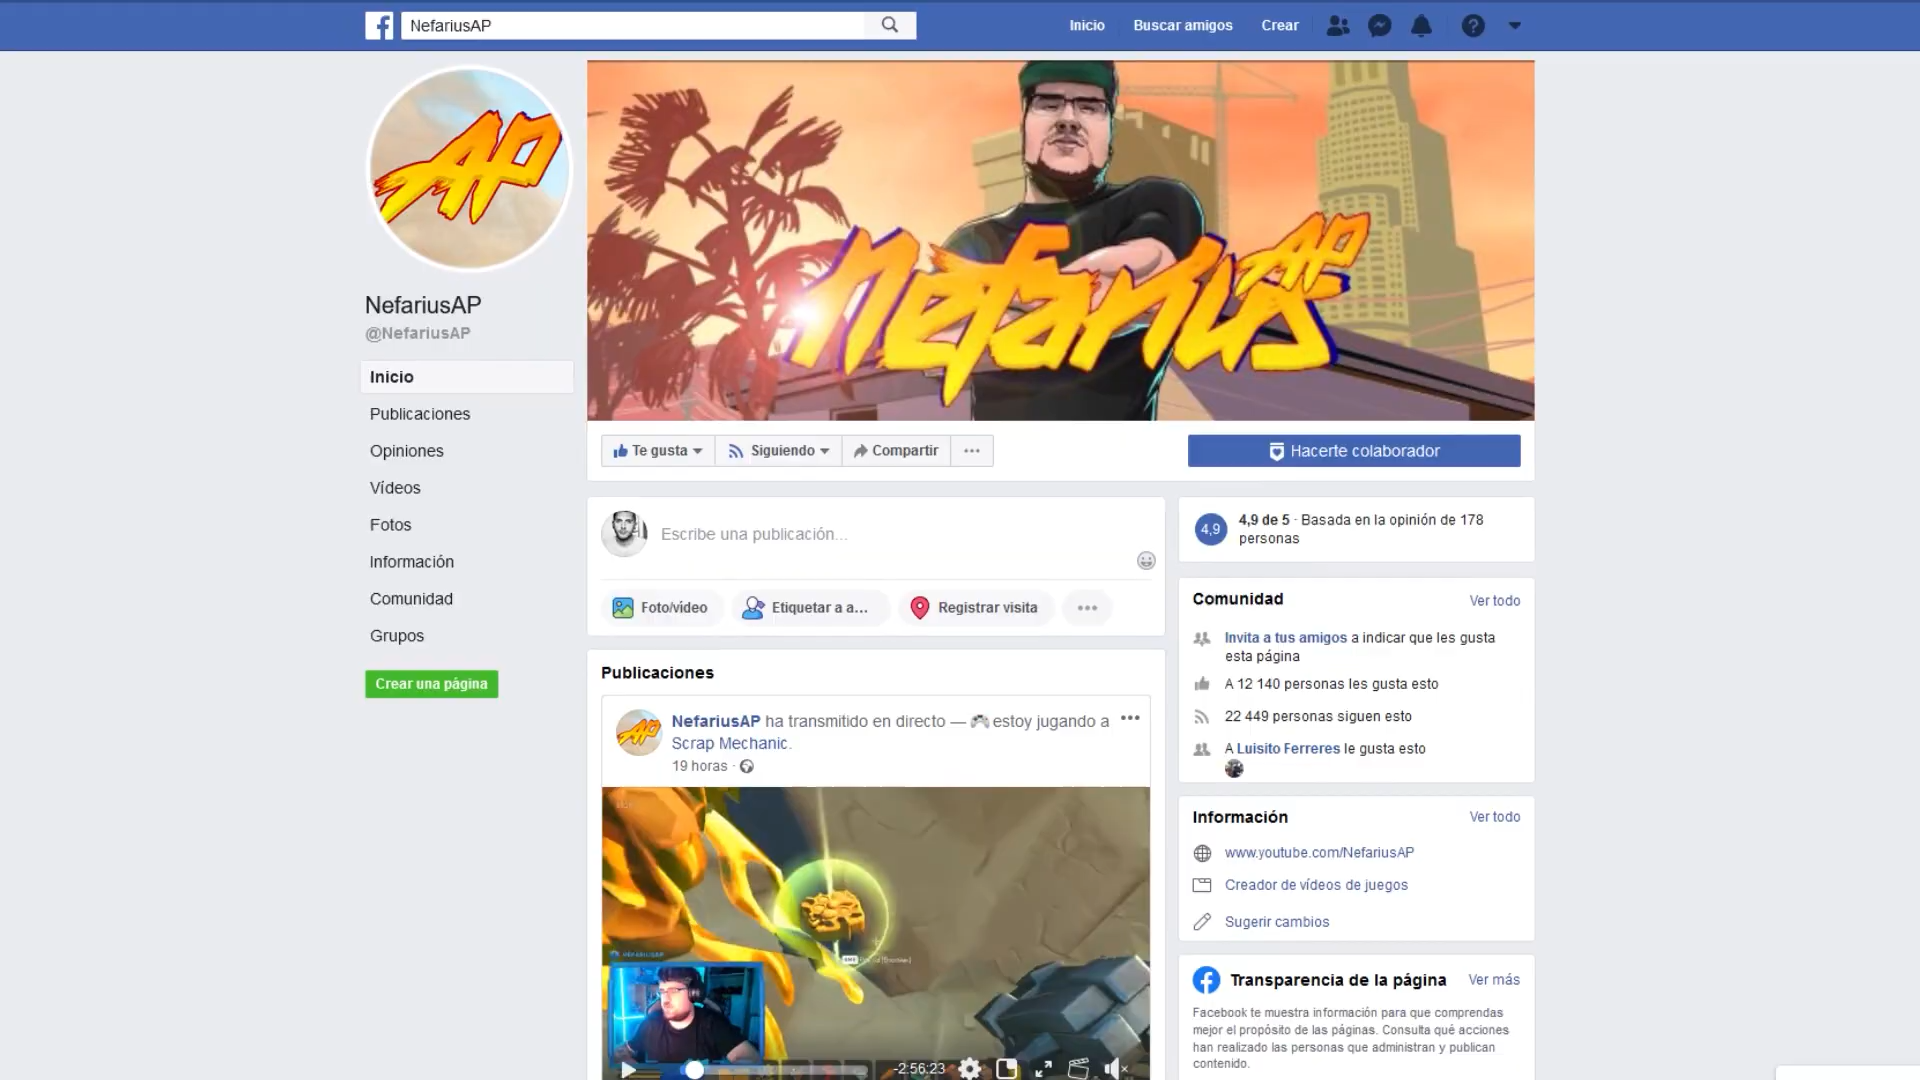 NefariusAP
Inicio
Buscar amigos
Crear
AP
nefarius AP
NefariusAP
@NefariusAP
Inicio
Publicaciones
Opiniones
Vídeos
Fotos
Información
Comunidad
Grupos
Crear una página
Te gusta
Siguiendo
Compartir
Hacerte colaborador
Escribe una publicación...
Foto/vídeo
Etiquetar a a...
Registrar visita
Publicaciones
AP
NefariusAP ha transmitido en directo — 🎮 estoy jugando a
Scrap Mechanic.
19 horas ·
NEFARIUSAP
-2:56:23
4,9
4,9 de 5 · Basada en la opinión de 178
personas
Comunidad
Ver todo
Invita a tus amigos a indicar que les gusta
esta página
A 12 140 personas les gusta esto
22 449 personas siguen esto
A Luisito Ferreres le gusta esto
Información
Ver todo
www.youtube.com/NefariusAP
Creador de vídeos de juegos
Sugerir cambios
Transparencia de la página
Ver más
Facebook te muestra información para que comprendas
mejor el propósito de las páginas. Consulta qué acciones
han realizado las personas que administran y publican
contenido.